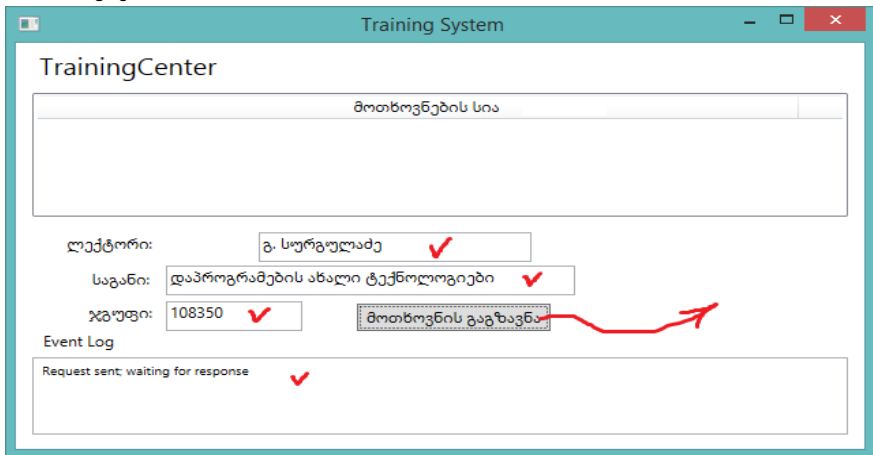 Training System
TrainingCenter
მოთხოვნების სია
ლექტორი: გ. სურგულაძე
საგანი: დაპროგრამების ახალი ტექნოლოგიები
ჯგუფი: 108350 მოთხოვნის გაგზავნა
Event Log
Request sent; waiting for response